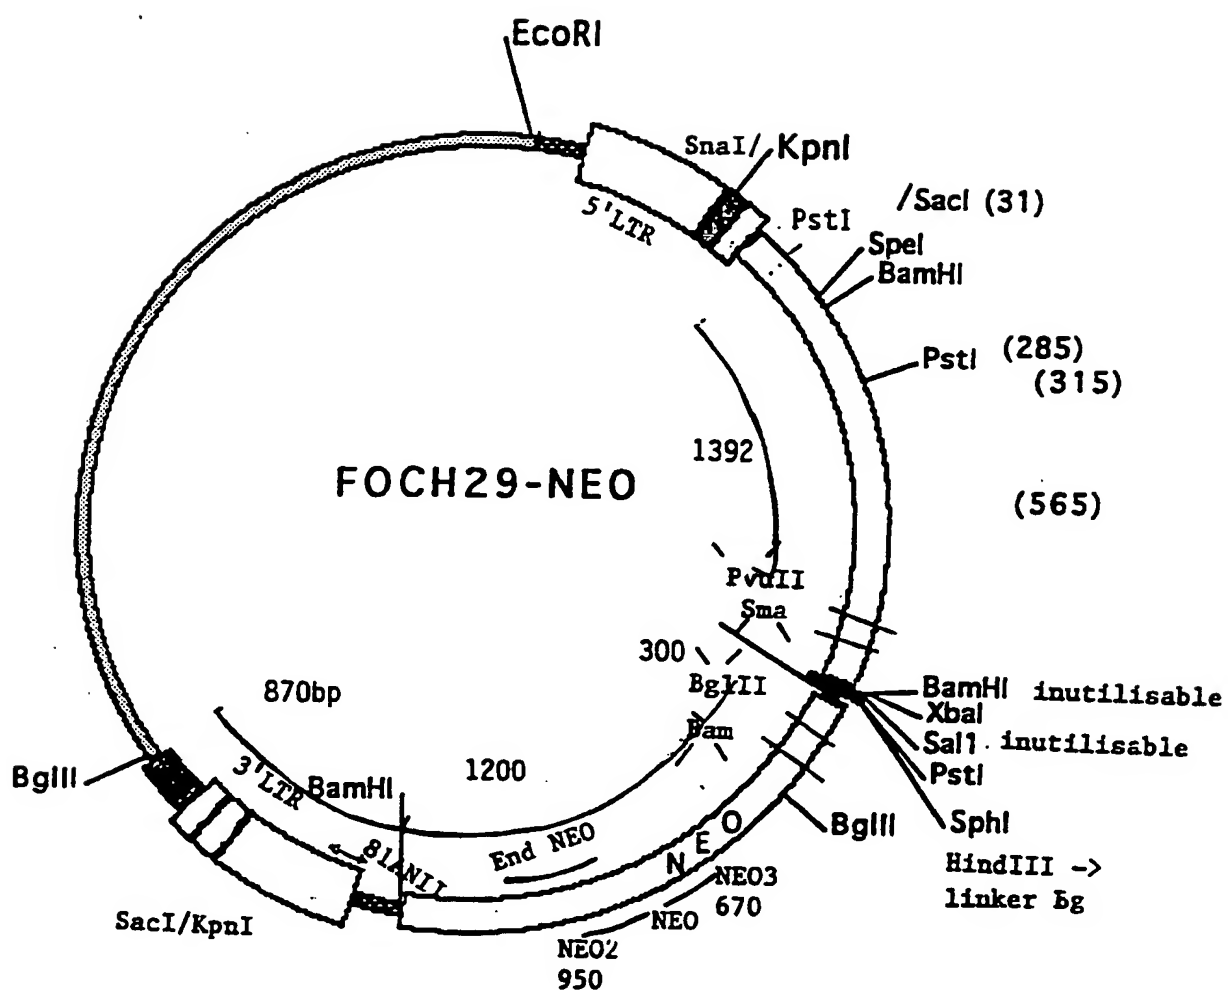 EcoRI
SnaI/ KpnI
/SacI (31)
5'LTR
PstI
SpeI
BamHI
PstI (285)
(315)
1392
FOCH29-NEO
(565)
PvuII
Sma
300
BglII
Bam
870bp
BamHI inutilisable
XbaI
Sal1 inutilisable
PstI
SphI
BglII
HindIII ->
linker Bg
BglII
3'LTR
BamHI
1200
End NEO
NEO
NEO3
670
NEO
NEO2
950
SacI/KpnI